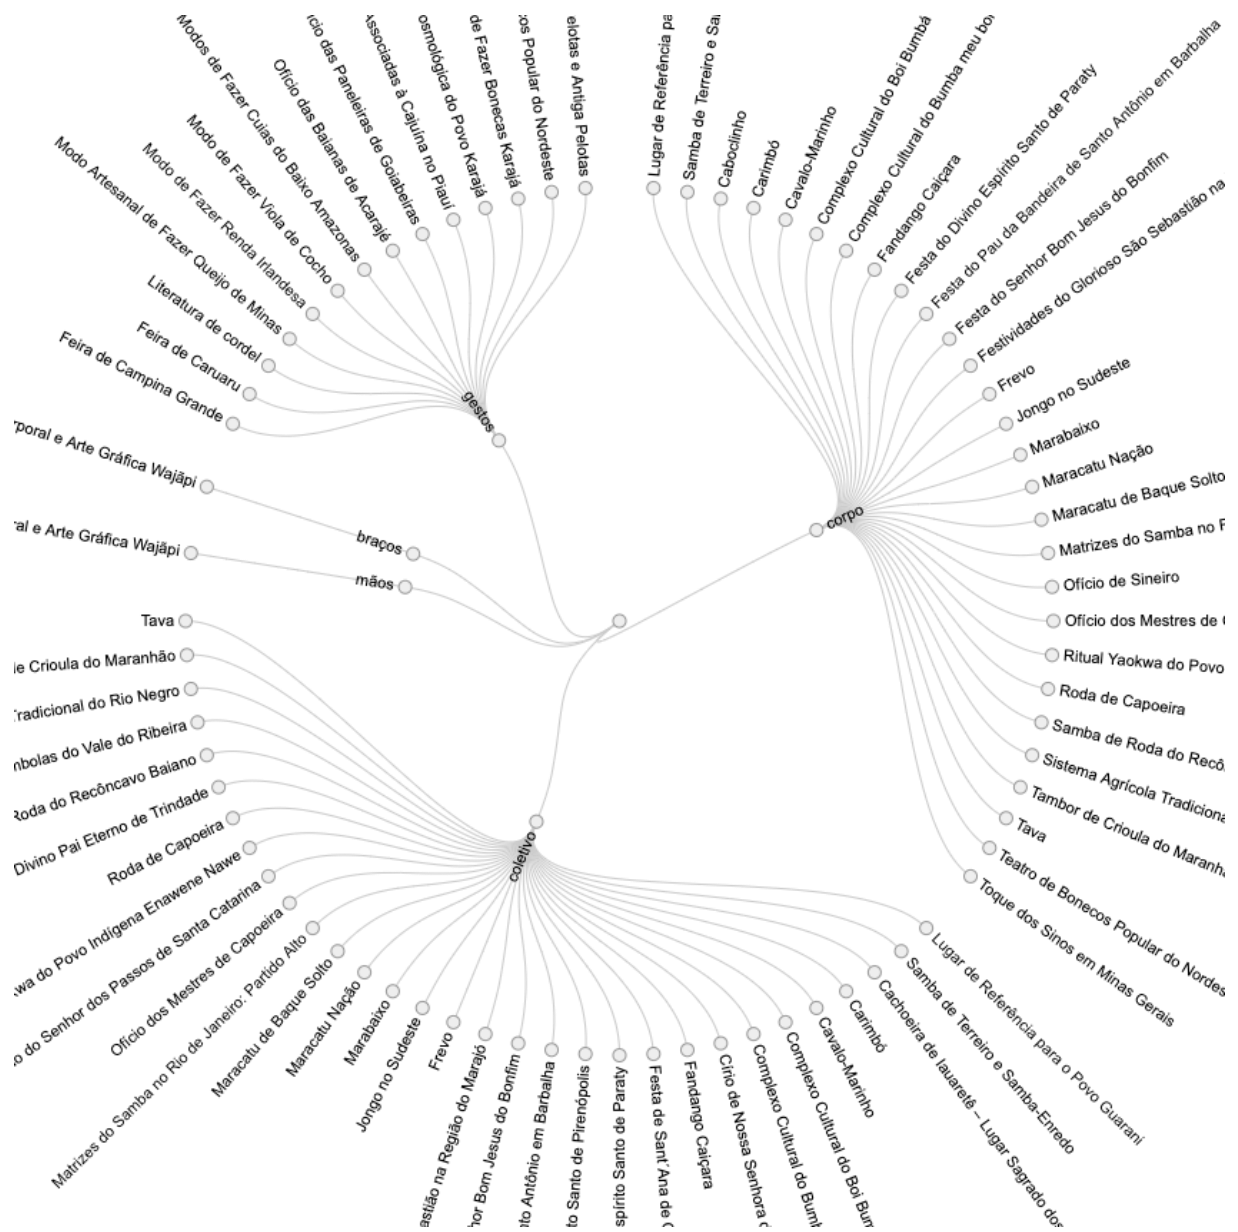 elotas e Antiga Pelotas
cos Popular do Nordeste
de Fazer Bonecas Karajá
osmológica do Povo Karajá
Associadas à Cajuína no Piauí
cio das Paneleiras de Goiabeiras
Ofício das Baianas de Acarajé
Modos de Fazer Cuias do Baixo Amazonas
Modo de Fazer Viola de Cocho
Modo de Fazer Renda Irlandesa
Modo Artesanal de Fazer Queijo de Minas
Literatura de cordel
Feira de Caruaru
Feira de Campina Grande
gestos
rporal e Arte Gráfica Wajãpi
braços
ral e Arte Gráfica Wajãpi
mãos
Lugar de Referência pa
Samba de Terreiro e Sa
Caboclinho
Carimbó
Cavalo-Marinho
Complexo Cultural do Boi Bumbá
Complexo Cultural do Bumba meu boi
Fandango Caiçara
Festa do Divino Espírito Santo de Paraty
Festa do Pau da Bandeira de Santo Antônio em Barbalha
Festa do Senhor Bom Jesus do Bonfim
Festividades do Glorioso São Sebastião na
Frevo
Jongo no Sudeste
Marabaixo
Maracatu Nação
Maracatu de Baque Solto
corpo
Matrizes do Samba no R
Ofício de Sineiro
Ofício dos Mestres de
Ritual Yaokwa do Povo
Roda de Capoeira
Samba de Roda do Recô
Sistema Agrícola Tradiciona
Tambor de Crioula do Maranh
Tava
Teatro de Bonecos Popular do Nordes
Toque dos Sinos em Minas Gerais
Tava
de Crioula do Maranhão
Tradicional do Rio Negro
mbolas do Vale do Ribeira
Roda do Recôncavo Baiano
Divino Pai Eterno de Trindade
Roda de Capoeira
kwa do Povo Indígena Enawene Nawe
o do Senhor dos Passos de Santa Catarina
Ofício dos Mestres de Capoeira
Matrizes do Samba no Rio de Janeiro: Partido Alto
Maracatu de Baque Solto
Maracatu Nação
Marabaixo
Jongo no Sudeste
Frevo
astião na Região do Marajó
hor Bom Jesus do Bonfim
nto Antônio em Barbalha
to Santo de Pirenópolis
spírito Santo de Paraty
Festa de Sant'Ana de C
Fandango Caiçara
Círio de Nossa Senhora d
Complexo Cultural do Bumb
Complexo Cultural do Boi Bum
Cavalo-Marinho
Carimbó
Cachoeira de Iauaretê – Lugar Sagrado dos
Samba de Terreiro e Samba-Enredo
Lugar de Referência para o Povo Guarani
coletivo